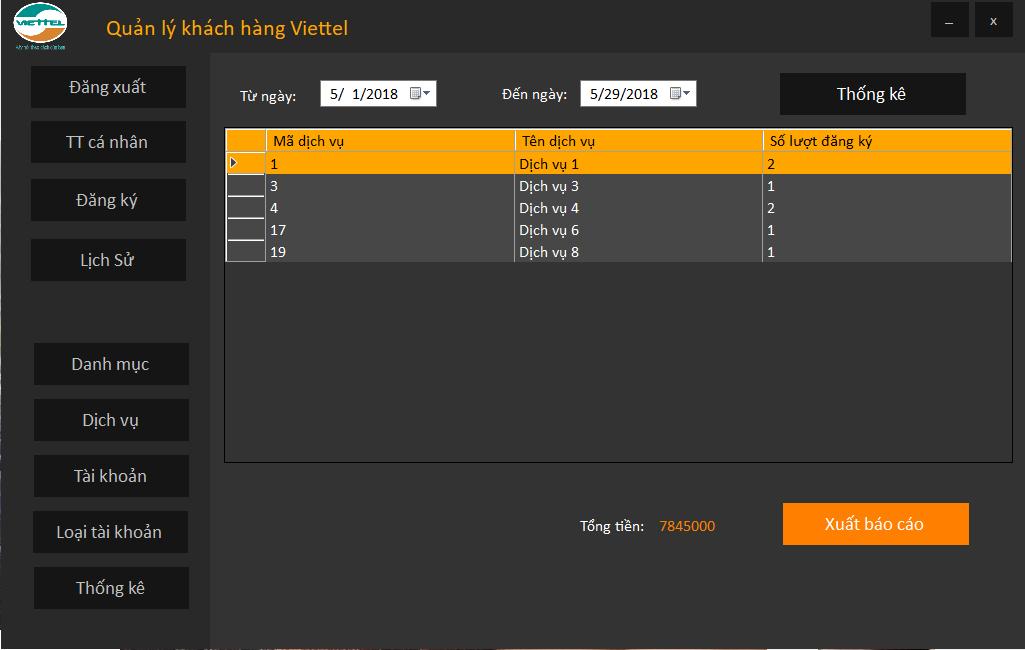 VIETTEL
Quản lý khách hàng Viettel
_
x
Đăng xuất
TT cá nhân
Đăng ký
Lịch Sử
Danh mục
Dịch vụ
Tài khoản
Loại tài khoản
Thống kê
Từ ngày: 5/ 1/2018 Đến ngày: 5/29/2018 Thống kê
Mã dịch vụ Tên dịch vụ Số lượt đăng ký
1 Dịch vụ 1 2
3 Dịch vụ 3 1
4 Dịch vụ 4 2
17 Dịch vụ 6 1
19 Dịch vụ 8 1
Tổng tiền: 7845000 Xuất báo cáo